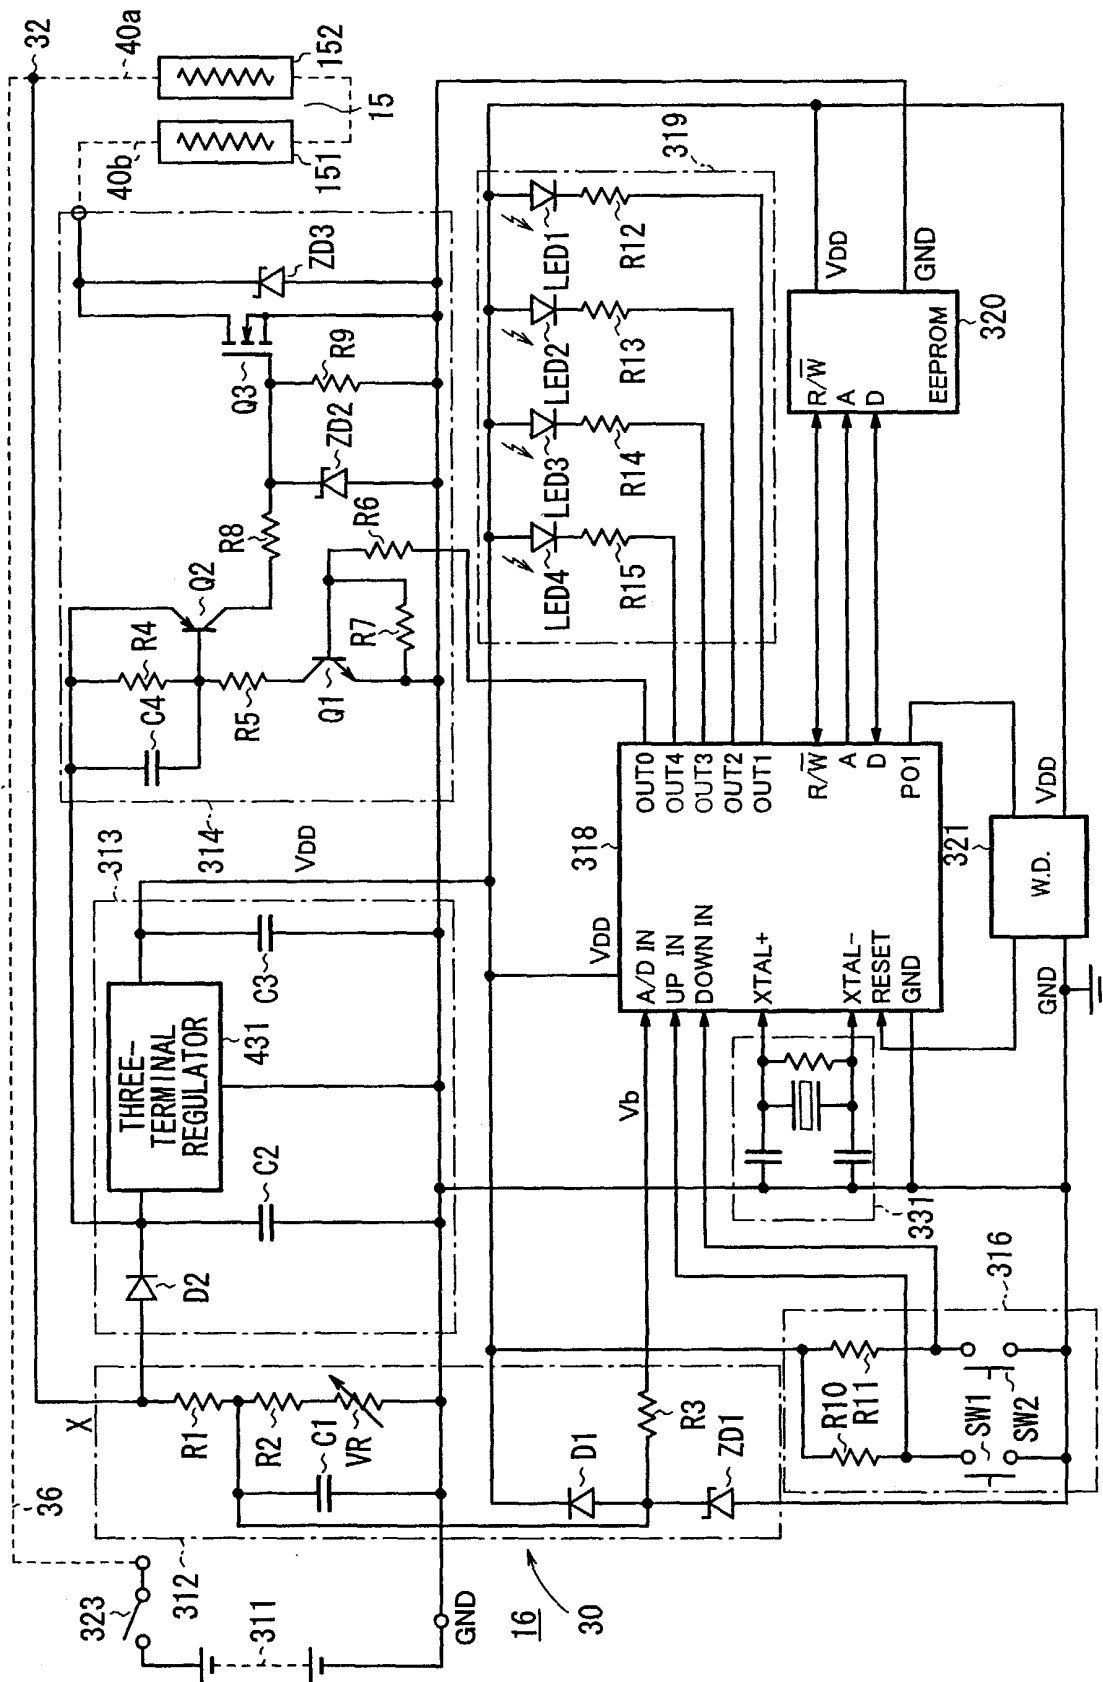 32
40a
152
15
151
40b
ZD3
Q3
R9
ZD2
R6
R8
Q2
R4
C4
R5
Q1
R7
314
313
VDD
THREE-
TERMINAL
REGULATOR
431
C3
C2
D2
X
R1
R2
VR
C1
312
36
323
311
GND
16
30
D1
R3
ZD1
Vb
319
LED1
R12
LED2
R13
LED3
R14
LED4
R15
VDD
GND
R/W
A
D
EEPROM
320
318
VDD
OUT0
OUT4
OUT3
OUT2
OUT1
R/W
A
D
PO1
A/D IN
UP IN
DOWN IN
XTAL+
XTAL-
RESET
GND
331
321
W.D.
VDD
GND
316
R10
R11
SW1
SW2